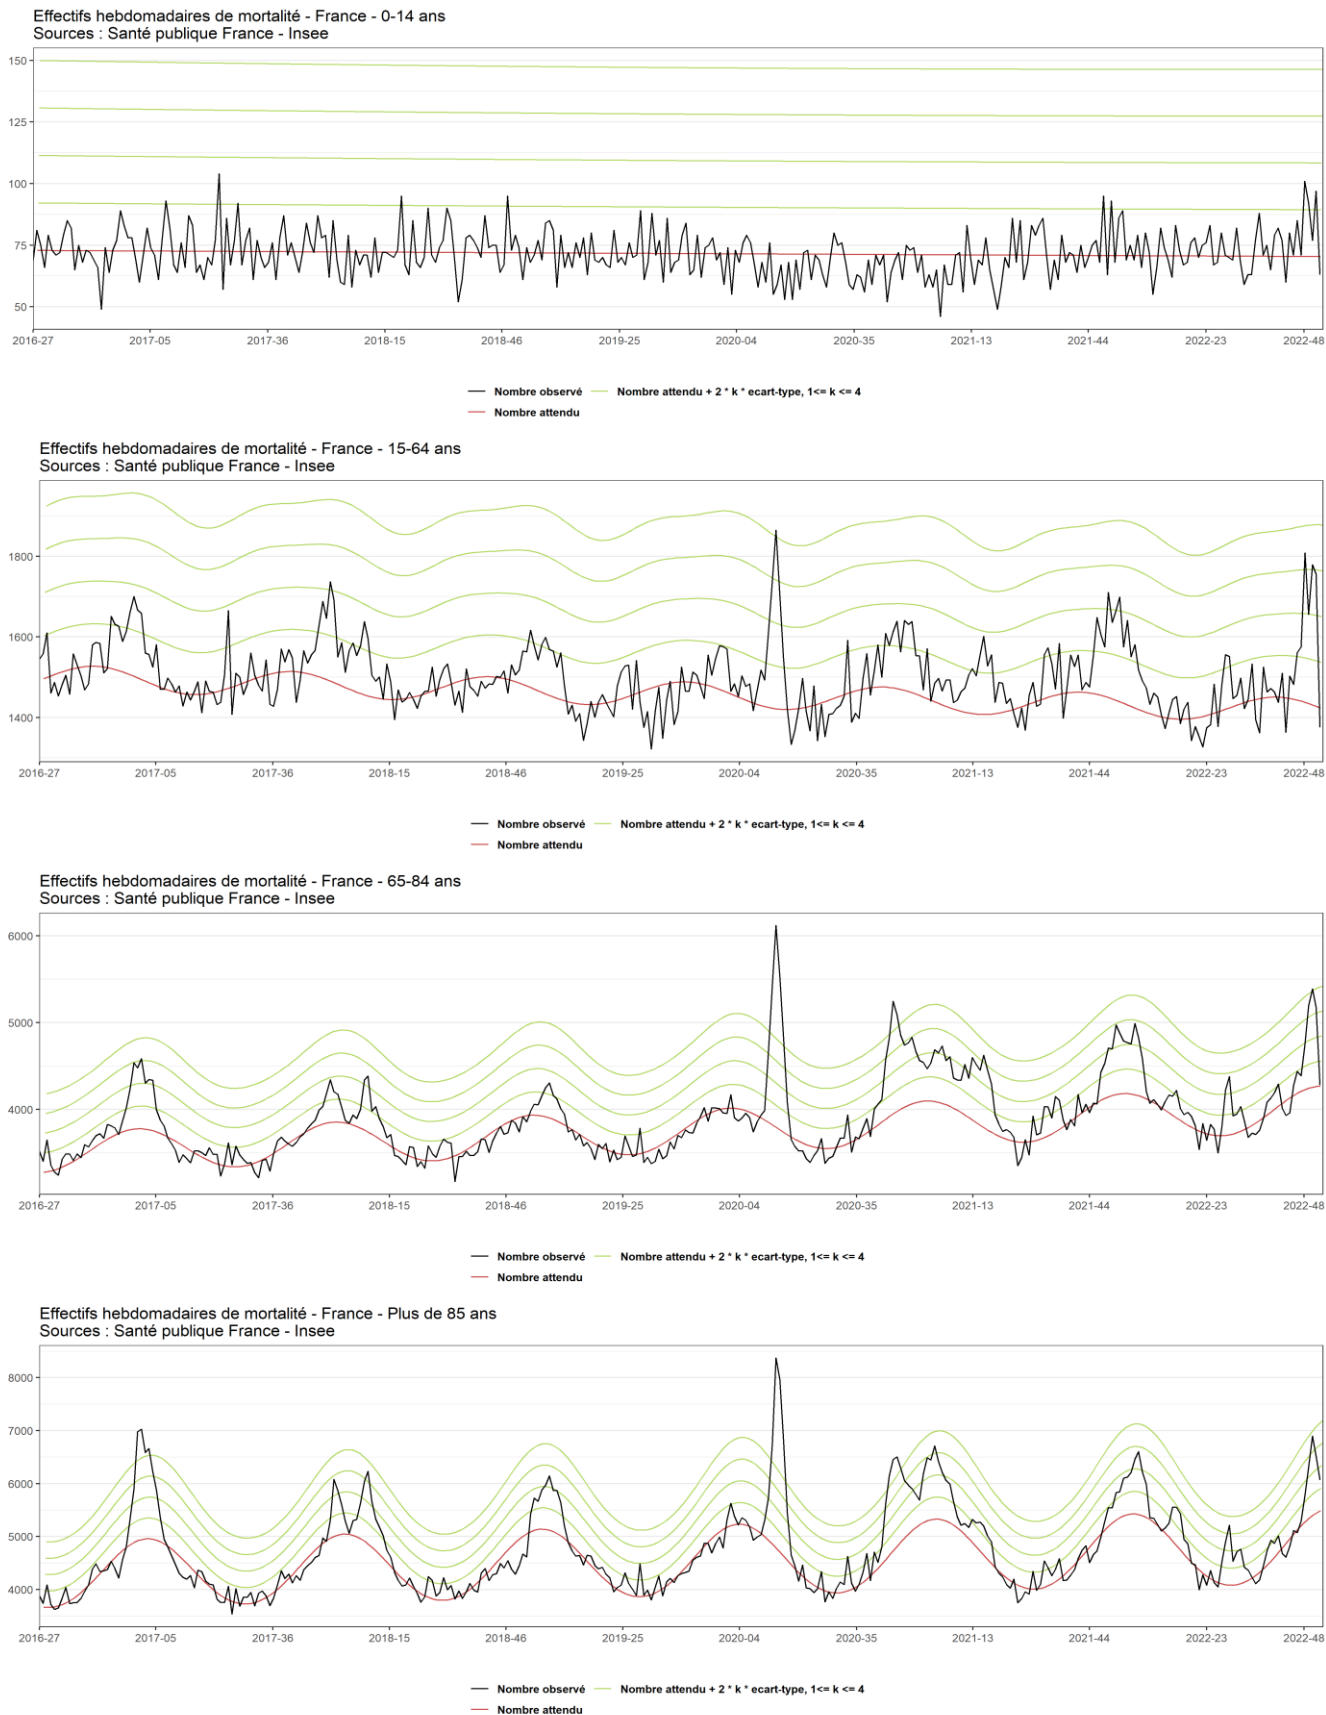 Effectifs hebdomadaires de mortalité - France - 0-14 ans
Sources : Santé publique France - Insee
150
125
100
75
50
2016-27 2017-05 2017-36 2018-15 2018-46 2019-25 2020-04 2020-35 2021-13 2021-44 2022-23 2022-48
Nombre observé Nombre attendu + 2 * k * ecart-type, 1<= k <= 4
Nombre attendu
Effectifs hebdomadaires de mortalité - France - 15-64 ans
Sources : Santé publique France - Insee
1800
1600
1400
2016-27 2017-05 2017-36 2018-15 2018-46 2019-25 2020-04 2020-35 2021-13 2021-44 2022-23 2022-48
Nombre observé Nombre attendu + 2 * k * ecart-type, 1<= k <= 4
Nombre attendu
Effectifs hebdomadaires de mortalité - France - 65-84 ans
Sources : Santé publique France - Insee
6000
5000
4000
2016-27 2017-05 2017-36 2018-15 2018-46 2019-25 2020-04 2020-35 2021-13 2021-44 2022-23 2022-48
Nombre observé Nombre attendu + 2 * k * ecart-type, 1<= k <= 4
Nombre attendu
Effectifs hebdomadaires de mortalité - France - Plus de 85 ans
Sources : Santé publique France - Insee
8000
7000
6000
5000
4000
2016-27 2017-05 2017-36 2018-15 2018-46 2019-25 2020-04 2020-35 2021-13 2021-44 2022-23 2022-48
Nombre observé Nombre attendu + 2 * k * ecart-type, 1<= k <= 4
Nombre attendu